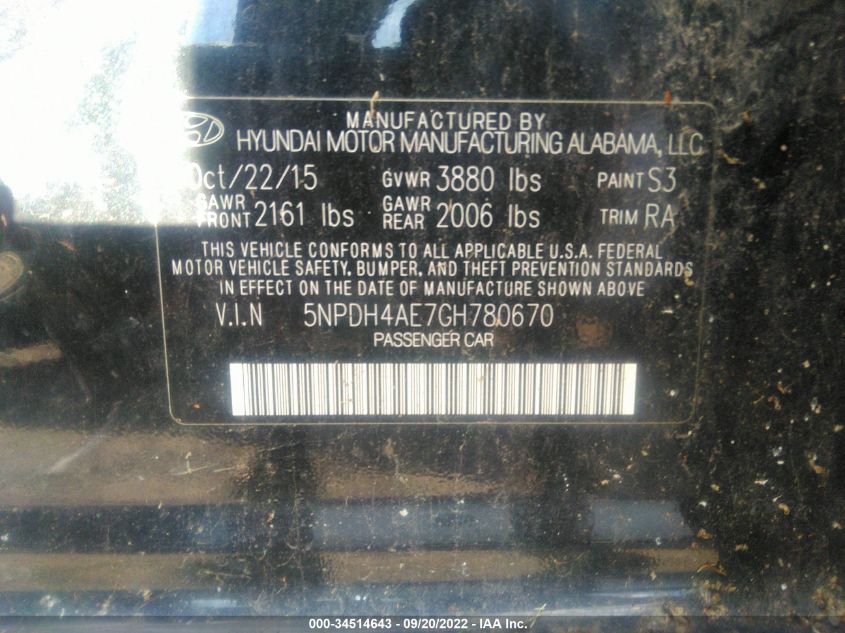 MANUFACTURED BY
HYUNDAI MOTOR MANUFACTURING ALABAMA, LLC
Oct/22/15 GVWR 3880 lbs PAINT S3
GAWR FRONT 2161 lbs GAWR REAR 2006 lbs TRIM RA
THIS VEHICLE CONFORMS TO ALL APPLICABLE U.S.A. FEDERAL
MOTOR VEHICLE SAFETY, BUMPER, AND THEFT PREVENTION STANDARDS
IN EFFECT ON THE DATE OF MANUFACTURE SHOWN ABOVE
V.I.N 5NPDH4AE7GH780670
PASSENGER CAR
000-34514643 - 09/20/2022 - IAA Inc.